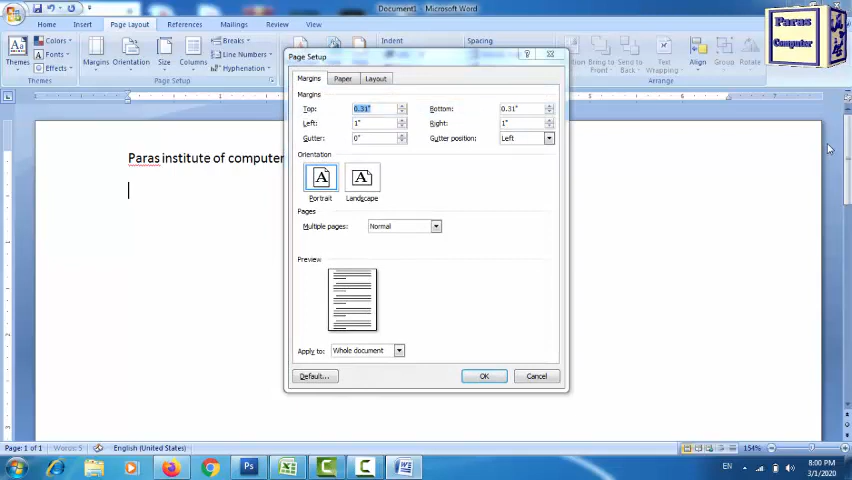 Document1 - Microsoft Word
Home Insert Page Layout References Mailings Review View
Paras
Computer
Themes
Colors
Fonts
Effects
Themes
Margins
Orientation
Size
Columns
Breaks
Line Numbers
Hyphenation
Page Setup
Indent
Spacing
Bring to
Front
Send to
Back
Text
Wrapping
Align
Group
Rotate
Page Setup
Margins Paper Layout
Margins
Top: 0.31" Bottom: 0.31"
Left: 1" Right: 1"
Gutter: 0" Gutter position: Left
Orientation
Portrait Landscape
Pages
Multiple pages: Normal
Preview
Apply to: Whole document
Default... OK Cancel
Paras institute of computer
Page: 1 of 1 Words: 5 English (United States) 154%
EN 8:00 PM
3/1/2020